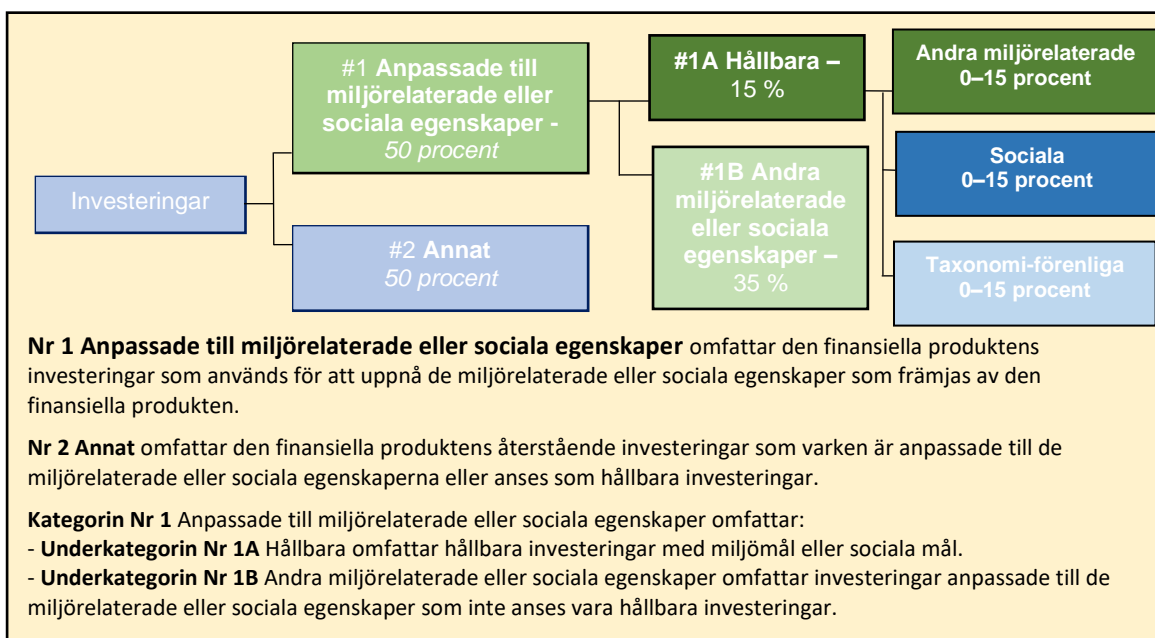 Investeringar
#1 Anpassade till
miljörelaterade eller
sociala egenskaper -
50 procent
#2 Annat
50 procent
#1A Hållbara –
15 %
#1B Andra
miljörelaterade
eller sociala
egenskaper –
35 %
Andra miljörelaterade
0–15 procent
Sociala
0–15 procent
Taxonomi-förenliga
0–15 procent
Nr 1 Anpassade till miljörelaterade eller sociala egenskaper omfattar den finansiella produktens
investeringar som används för att uppnå de miljörelaterade eller sociala egenskaper som främjas av den
finansiella produkten.
Nr 2 Annat omfattar den finansiella produktens återstående investeringar som varken är anpassade till de
miljörelaterade eller sociala egenskaperna eller anses som hållbara investeringar.
Kategorin Nr 1 Anpassade till miljörelaterade eller sociala egenskaper omfattar:
- Underkategorin Nr 1A Hållbara omfattar hållbara investeringar med miljömål eller sociala mål.
- Underkategorin Nr 1B Andra miljörelaterade eller sociala egenskaper omfattar investeringar anpassade till de
miljörelaterade eller sociala egenskaper som inte anses vara hållbara investeringar.